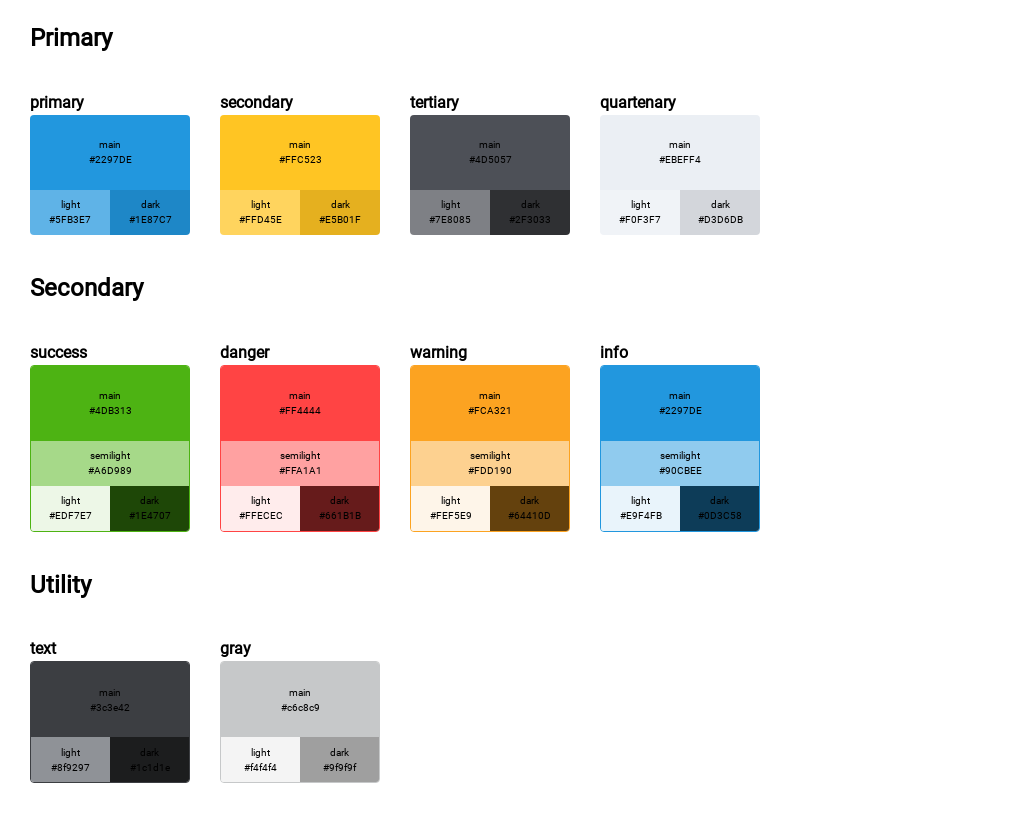 Primary
primary
secondary
tertiary
quartenary
main
#2297DE
main
#FFC523
main
#4D5057
main
#EBEFF4
light
#5FB3E7
dark
#1E87C7
light
#FFD45E
dark
#E5B01F
light
#7E8085
dark
#2F3033
light
#F0F3F7
dark
#D3D6DB
Secondary
success
danger
warning
info
main
#4DB313
main
#FF4444
main
#FCA321
main
#2297DE
semilight
#A6D989
semilight
#FFA1A1
semilight
#FDD190
semilight
#90CBEE
light
#EDF7E7
dark
#1E4707
light
#FFECEC
dark
#661B1B
light
#FEF5E9
dark
#64410D
light
#E9F4FB
dark
#0D3C58
Utility
text
gray
main
#3c3e42
main
#c6c8c9
light
#8f9297
dark
#1c1d1e
light
#f4f4f4
dark
#9f9f9f